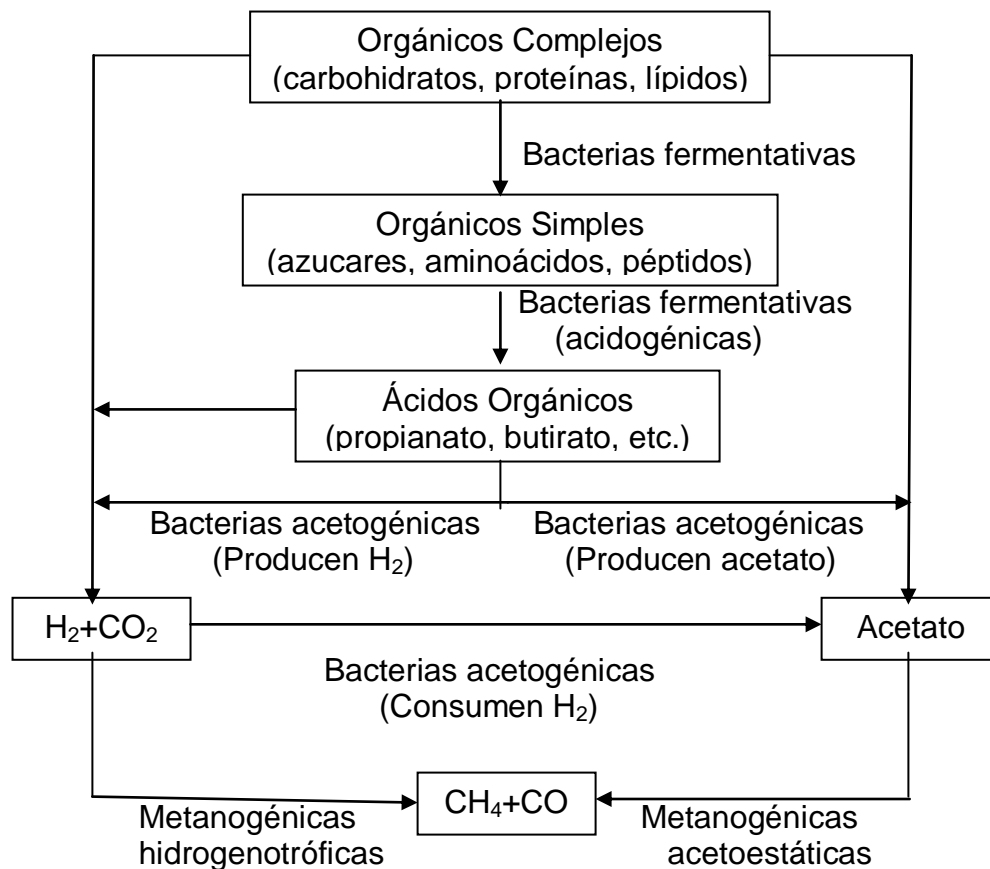 Orgánicos Complejos
(carbohidratos, proteínas, lípidos)
Bacterias fermentativas
Orgánicos Simples
(azucares, aminoácidos, péptidos)
Bacterias fermentativas
(acidogénicas)
Ácidos Orgánicos
(propianato, butirato, etc.)
Bacterias acetogénicas
(Producen H₂)
Bacterias acetogénicas
(Producen acetato)
H₂+CO₂
Acetato
Bacterias acetogénicas
(Consumen H₂)
CH₄+CO
Metanogénicas
hidrogenotróficas
Metanogénicas
acetoestáticas